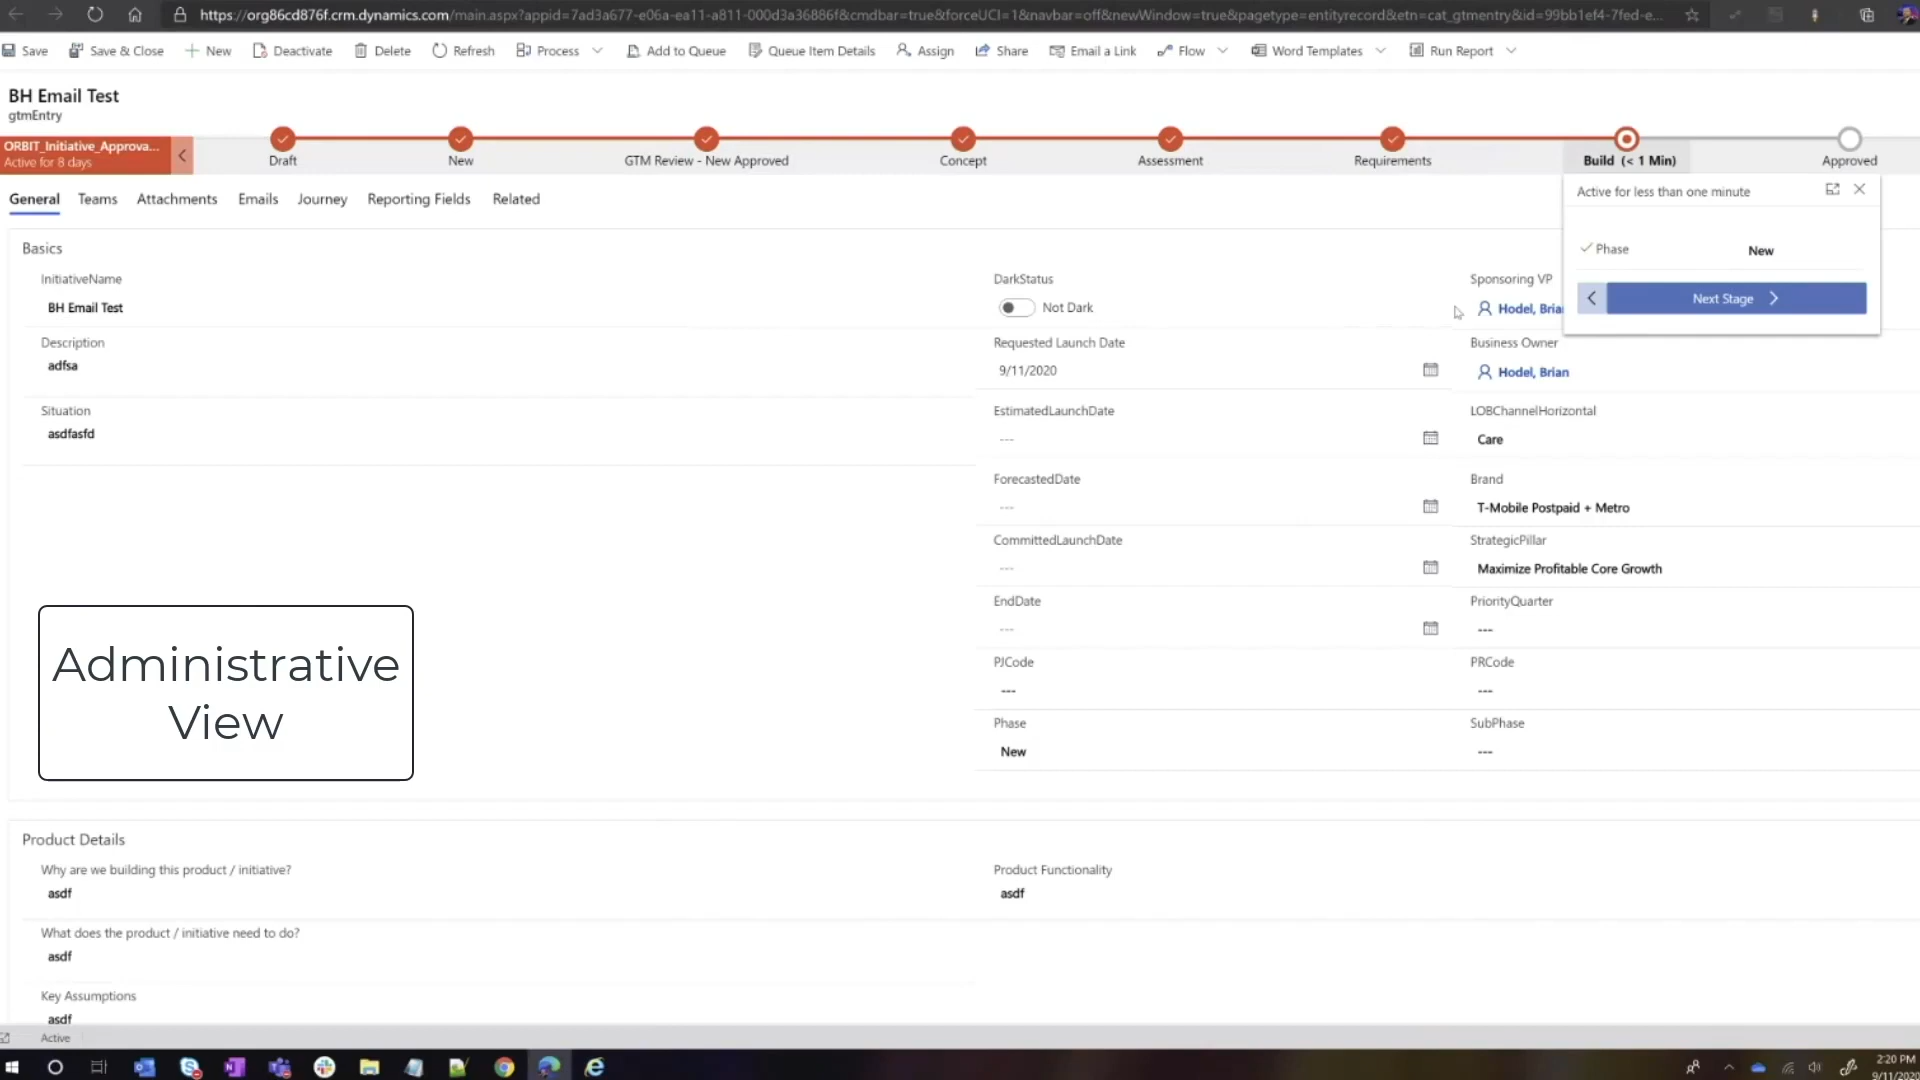 https://org86cd876f.crm.dynamics.com/main.aspx?appid=7ad3a677-e06a-ea11-a811-000d3a36886f&cmdbar=true&forceUCI=1&navbar=off&newWindow=true&pagetype=entityrecord&etn=cat_gtmentry&id=99bb1ef4-7fed-e...
Save Save & Close New Deactivate Delete Refresh Process Add to Queue Queue Item Details Assign Share Email a Link Flow Word Templates Run Report
BH Email Test
gtmEntry
ORBIT_Initiative_Approva...
Active for 8 days
Draft New GTM Review - New Approved Concept Assessment Requirements Build (< 1 Min) Approved
General Teams Attachments Emails Journey Reporting Fields Related
Active for less than one minute
Phase New
Next Stage
Basics
InitiativeName DarkStatus Sponsoring VP
BH Email Test Not Dark Hodel, Bria
Description Requested Launch Date Business Owner
adfsa 9/11/2020 Hodel, Brian
Situation EstimatedLaunchDate LOBChannelHorizontal
asdfasfd --- Care
ForecastedDate Brand
--- T-Mobile Postpaid + Metro
CommittedLaunchDate StrategicPillar
--- Maximize Profitable Core Growth
EndDate PriorityQuarter
--- ---
PJCode PRCode
--- ---
Phase SubPhase
New ---
Administrative
View
Product Details
Why are we building this product / initiative? Product Functionality
asdf asdf
What does the product / initiative need to do?
asdf
Key Assumptions
asdf
Active
2:20 PM
9/11/2020